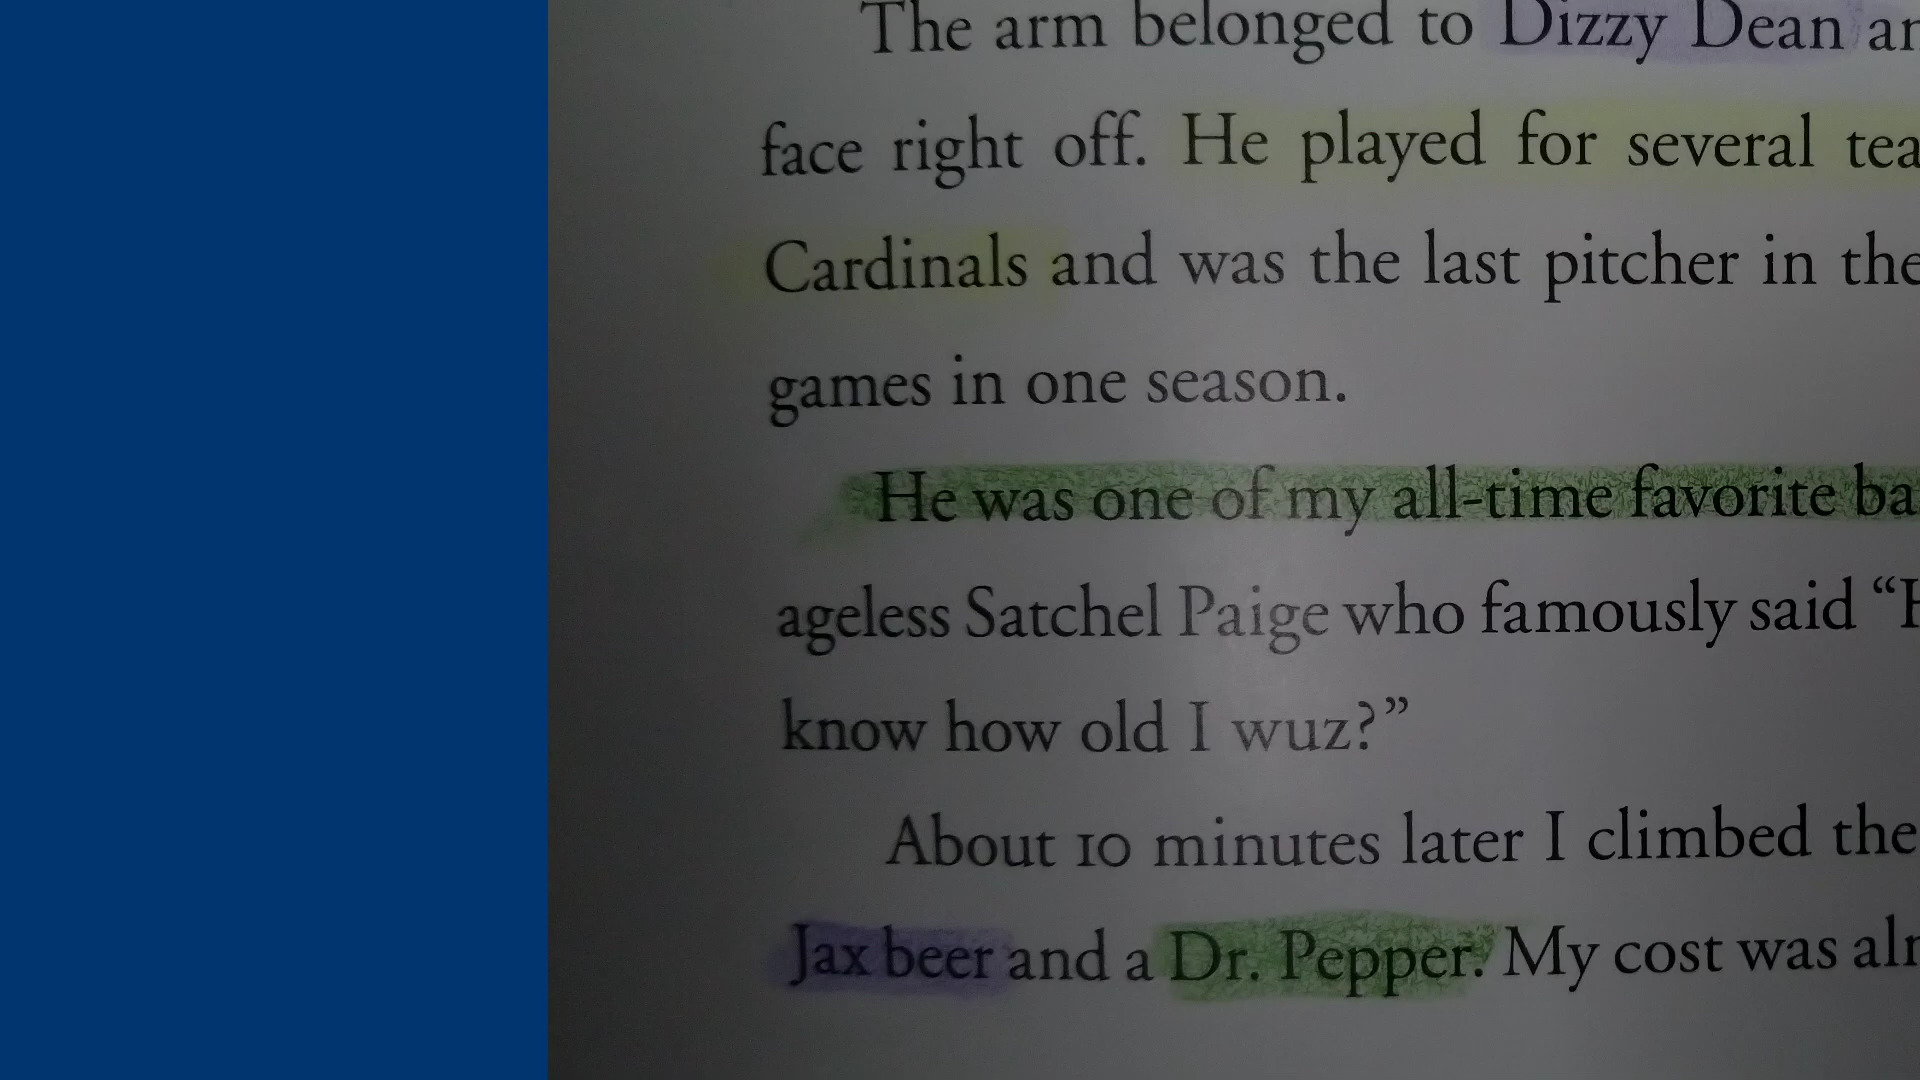 The arm belonged to Dizzy Dean
face right off. He played for several
Cardinals and was the last pitcher in the
games in one season.
He was one of my all-time favorite
ageless Satchel Paige who famously said
know how old I wuz?”
About 10 minutes later I climbed the
Jax beer and a Dr. Pepper. My cost was